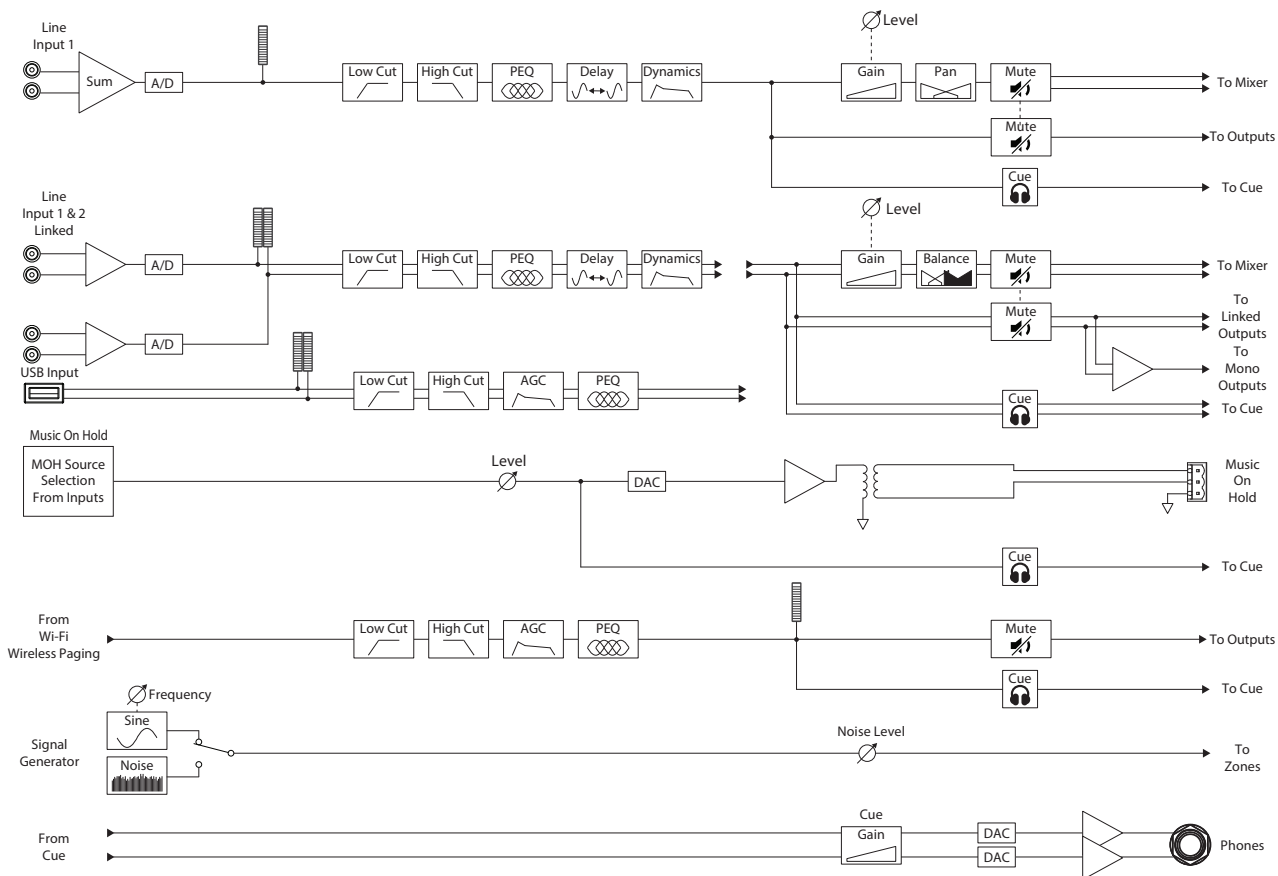 Line
Input 1
Sum
A/D
Low Cut
High Cut
PEQ
Delay
Dynamics
Level
Gain
Pan
Mute
To Mixer
Mute
To Outputs
Cue
To Cue
Line
Input 1 & 2
Linked
A/D
Low Cut
High Cut
PEQ
Delay
Dynamics
Level
Gain
Balance
Mute
To Mixer
Mute
To
Linked
Outputs
To
Mono
Outputs
A/D
USB Input
Low Cut
High Cut
AGC
PEQ
Cue
To Cue
Music On Hold
MOH Source
Selection
From Inputs
Level
DAC
Music
On
Hold
Cue
To Cue
From
Wi-Fi
Wireless Paging
Low Cut
High Cut
AGC
PEQ
Mute
To Outputs
Cue
To Cue
Signal
Generator
Frequency
Sine
Noise
Noise Level
To
Zones
From
Cue
Cue
Gain
DAC
DAC
Phones